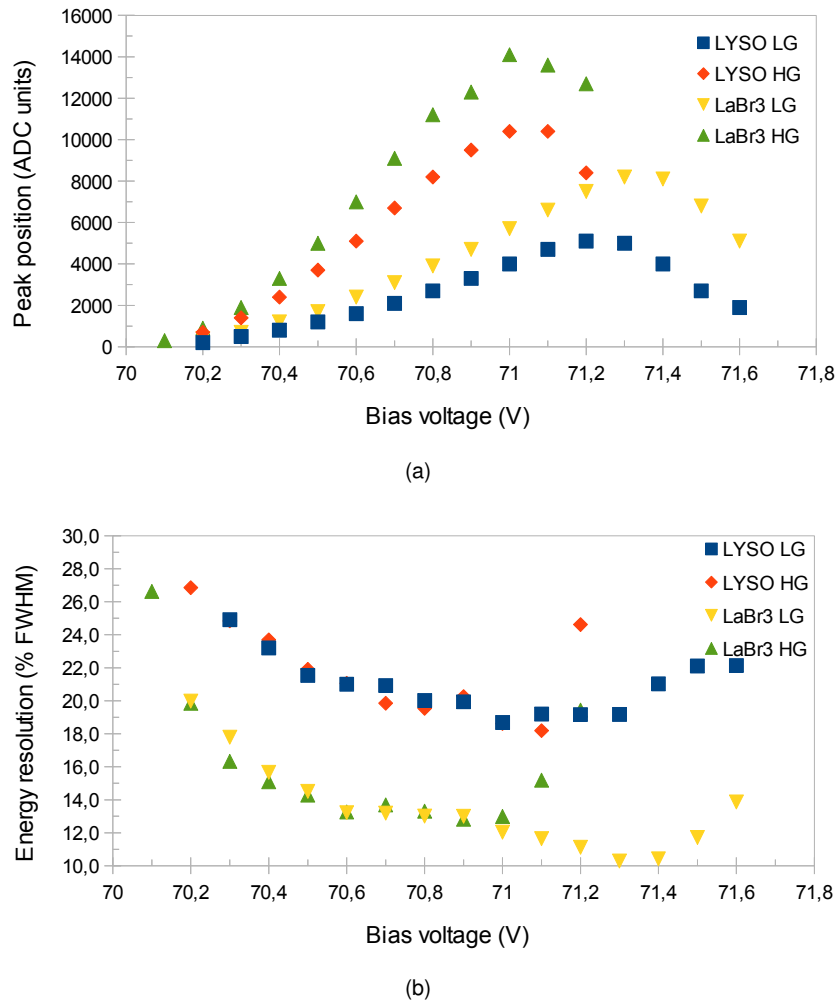 16000
14000
12000
10000
8000
6000
4000
2000
0
Peak position (ADC units)
LYSO LG
LYSO HG
LaBr3 LG
LaBr3 HG
70 70,2 70,4 70,6 70,8 71 71,2 71,4 71,6 71,8
Bias voltage (V)
(a)
30,0
28,0
26,0
24,0
22,0
20,0
18,0
16,0
14,0
12,0
10,0
Energy resolution (% FWHM)
LYSO LG
LYSO HG
LaBr3 LG
LaBr3 HG
70 70,2 70,4 70,6 70,8 71 71,2 71,4 71,6 71,8
Bias voltage (V)
(b)